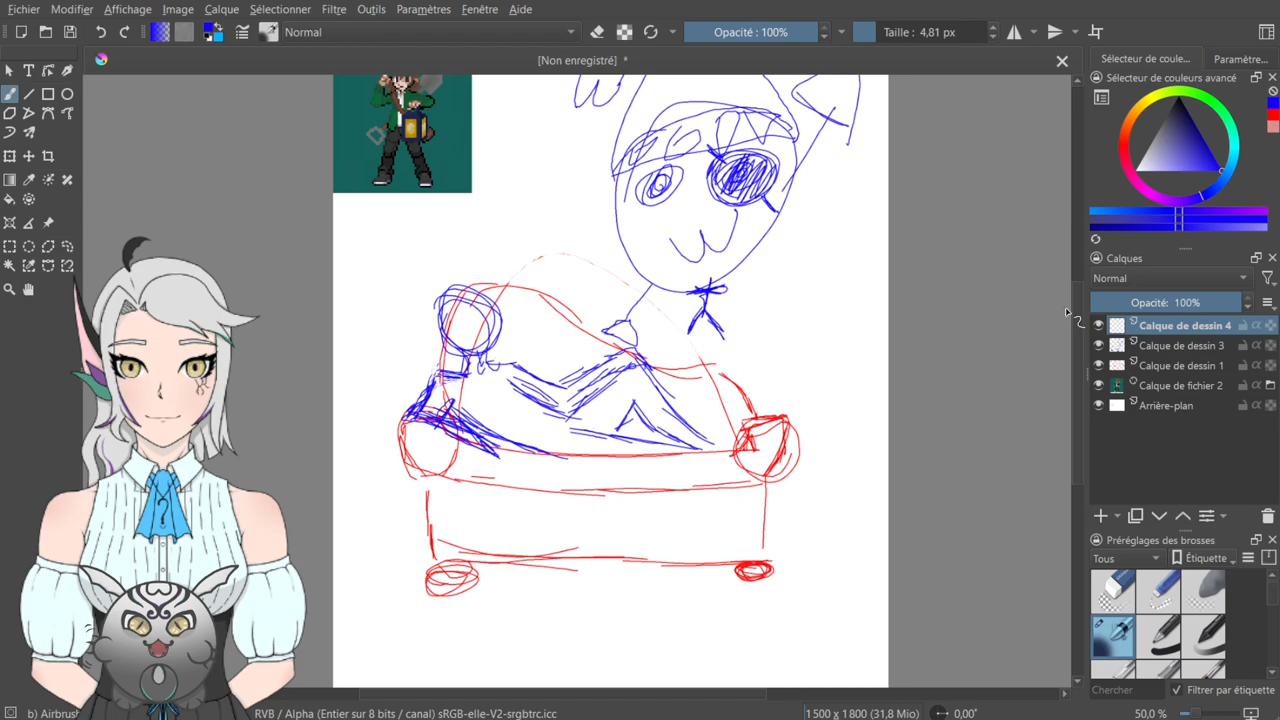 Fichier Modifier Affichage Image Calque Sélectionner Filtre Outils Paramètres Fenêtre Aide
Normal
Opacité : 100%
Taille : 4,81 px
[Non enregistré] *
Sélecteur de coule...
Paramètre...
Sélecteur de couleurs avancé
Calques
Normal
Opacité: 100%
Calque de dessin 4
Calque de dessin 3
Calque de dessin 1
Calque de fichier 2
Arrière-plan
Préréglages des brosses
Tous
Étiquette
Chercher
Filtrer par étiquette
b) Airbrus
RVB / Alpha (Entier sur 8 bits / canal) sRGB-elle-V2-srgbtrc.icc
1 500 x 1 800 (31,8 Mio)
0,00°
50,0 %